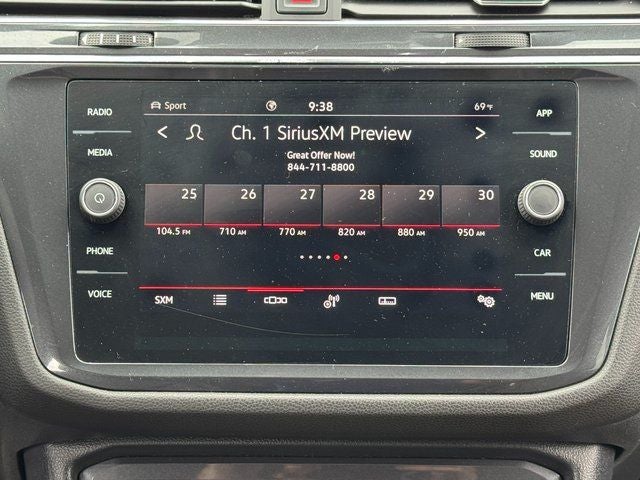 RADIO
MEDIA
PHONE
VOICE
Sport
9:38
69°F
< Ch. 1 SiriusXM Preview >
Great Offer Now!
844-711-8800
25 26 27 28 29 30
104.5 FM 710 AM 770 AM 820 AM 880 AM 950 AM
SXM
APP
SOUND
CAR
MENU